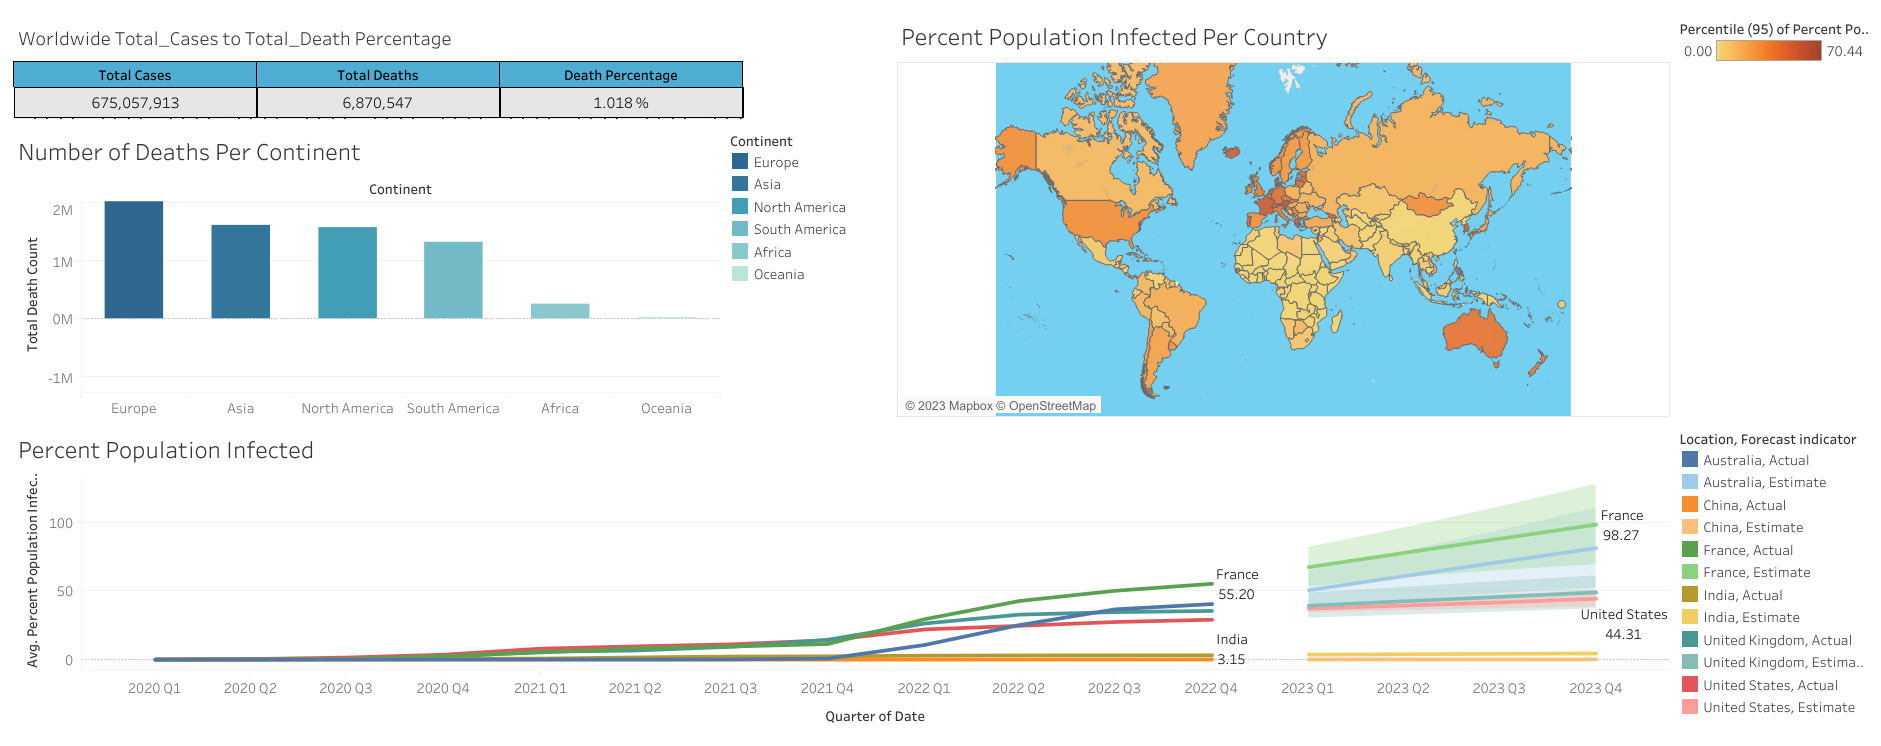 Worldwide Total_Cases to Total_Death Percentage
Total Cases Total Deaths Death Percentage
675,057,913 6,870,547 1.018 %
Number of Deaths Per Continent
Continent
Total Death Count
2M
1M
0M
-1M
Europe Asia North America South America Africa Oceania
Continent
Europe
Asia
North America
South America
Africa
Oceania
Percent Population Infected Per Country
© 2023 Mapbox © OpenStreetMap
Percentile (95) of Percent Po..
0.00 70.44
Percent Population Infected
Avg. Percent Population Infec..
100
50
0
France
55.20
India
3.15
France
98.27
United States
44.31
2020 Q1 2020 Q2 2020 Q3 2020 Q4 2021 Q1 2021 Q2 2021 Q3 2021 Q4 2022 Q1 2022 Q2 2022 Q3 2022 Q4 2023 Q1 2023 Q2 2023 Q3 2023 Q4
Quarter of Date
Location, Forecast indicator
Australia, Actual
Australia, Estimate
China, Actual
China, Estimate
France, Actual
France, Estimate
India, Actual
India, Estimate
United Kingdom, Actual
United Kingdom, Estima..
United States, Actual
United States, Estimate